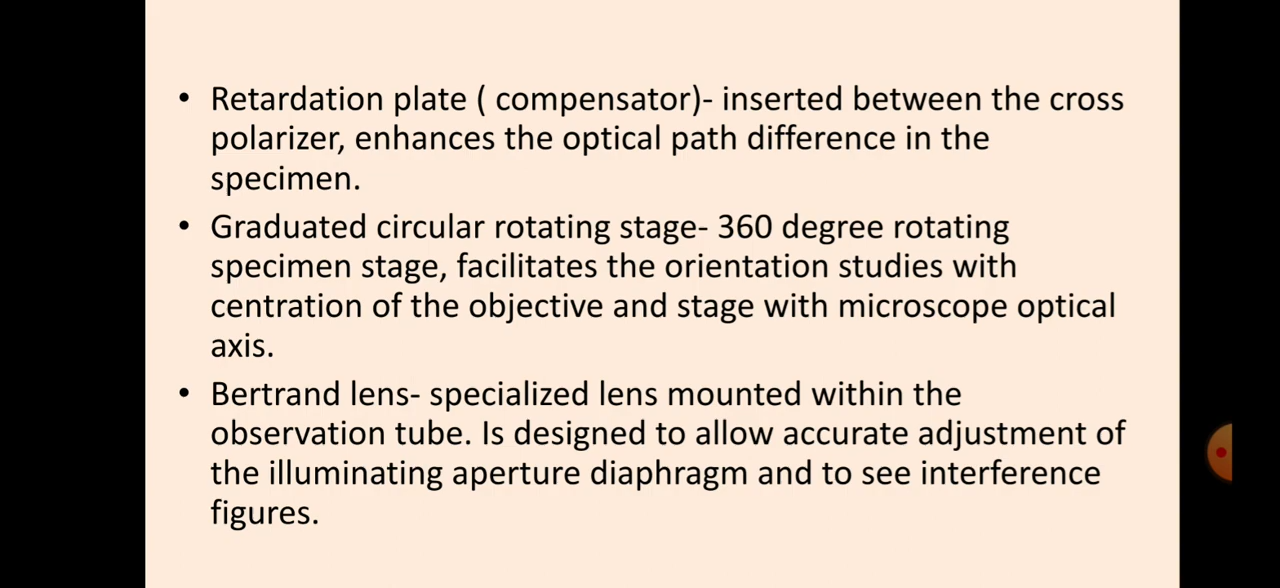 • Retardation plate ( compensator)- inserted between the cross
polarizer, enhances the optical path difference in the
specimen.
• Graduated circular rotating stage- 360 degree rotating
specimen stage, facilitates the orientation studies with
centration of the objective and stage with microscope optical
axis.
• Bertrand lens- specialized lens mounted within the
observation tube. Is designed to allow accurate adjustment of
the illuminating aperture diaphragm and to see interference
figures.